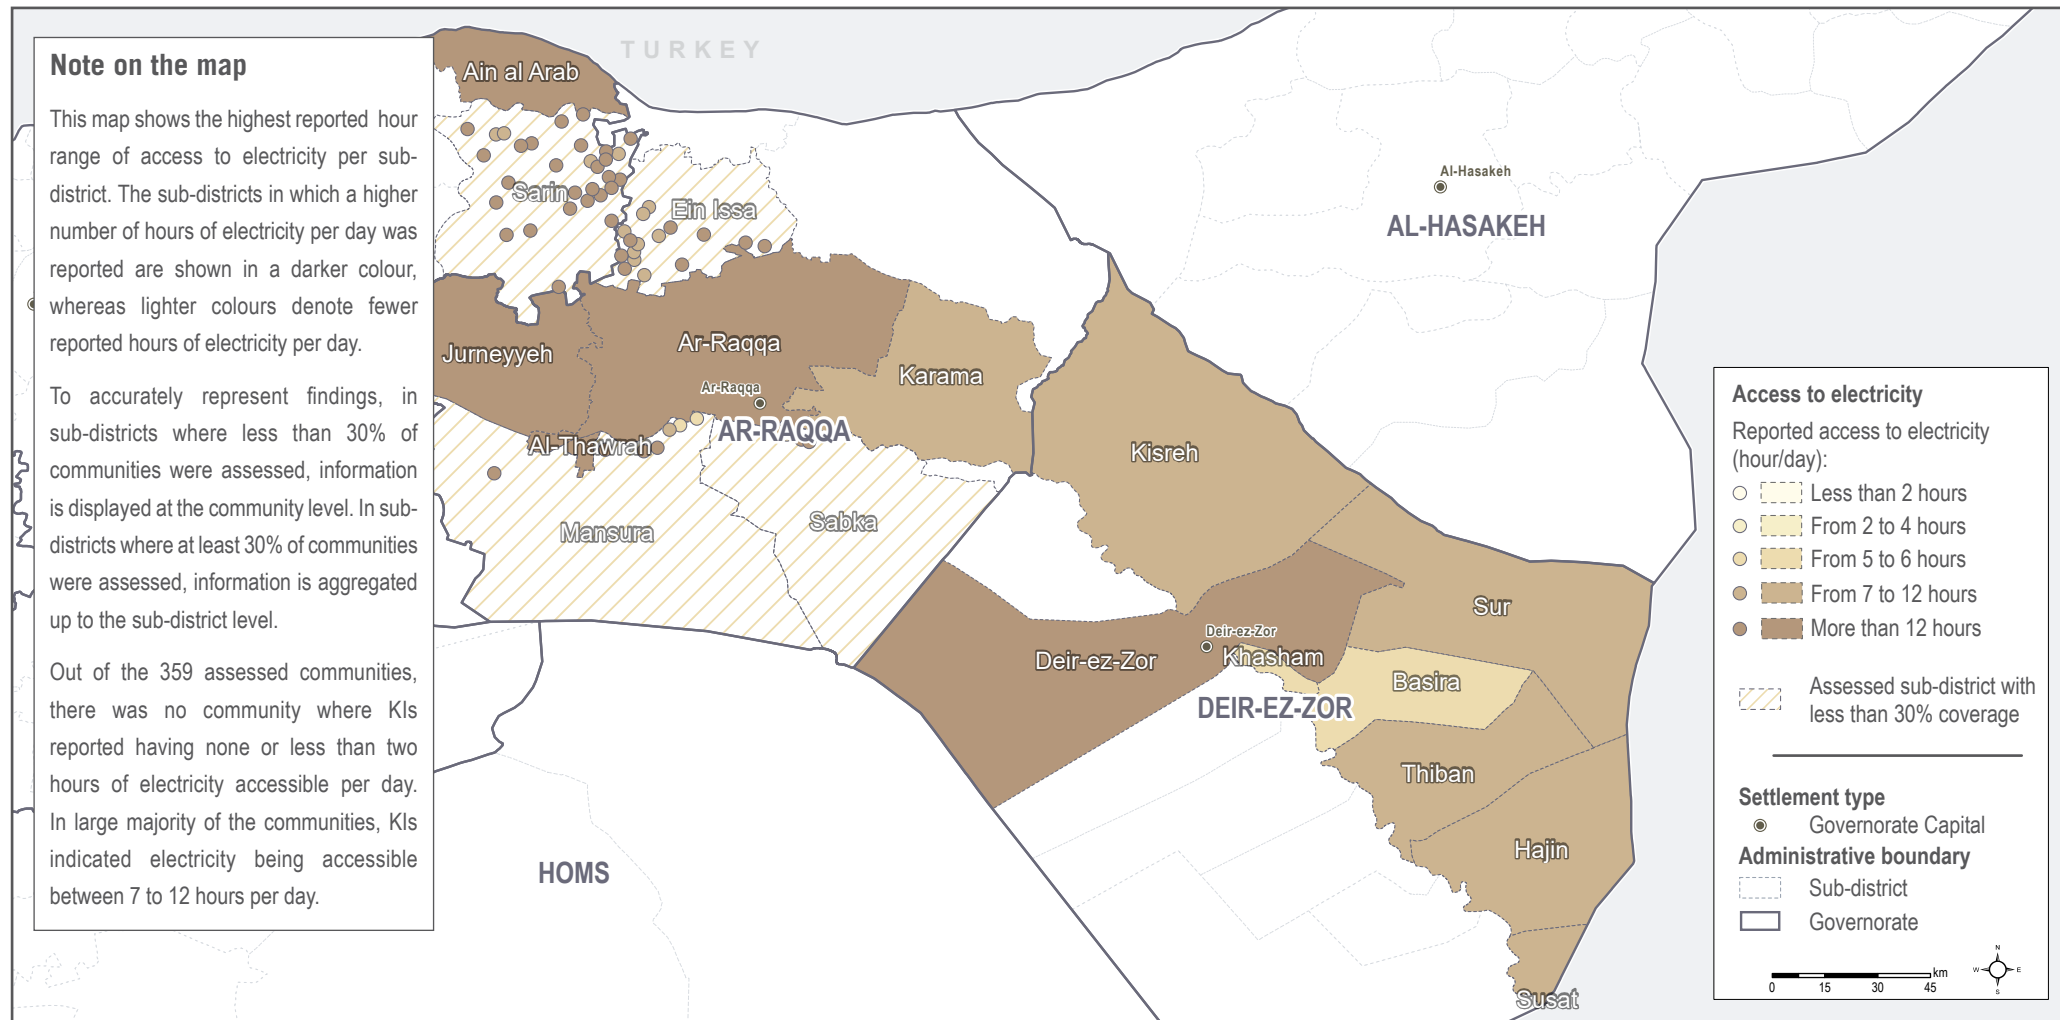 Note on the map
This map shows the highest reported hour
range of access to electricity per sub-
district. The sub-districts in which a higher
number of hours of electricity per day was
reported are shown in a darker colour,
whereas lighter colours denote fewer
reported hours of electricity per day.
To accurately represent findings, in
sub-districts where less than 30% of
communities were assessed, information
is displayed at the community level. In sub-
districts where at least 30% of communities
were assessed, information is aggregated
up to the sub-district level.
Out of the 359 assessed communities,
there was no community where KIs
reported having none or less than two
hours of electricity accessible per day.
In large majority of the communities, KIs
indicated electricity being accessible
between 7 to 12 hours per day.
TURKEY
Ain al Arab
Sarin
Ein Issa
Al-Hasakeh
AL-HASAKEH
Jurneyyeh
Ar-Raqqa
Karama
Ar-Raqqa
AR-RAQQA
Al-Thawrah
Kisreh
Mansura
Sabka
Sur
Deir-ez-Zor
Deir-ez-Zor
Khasham
Basira
DEIR-EZ-ZOR
Thiban
Hajin
HOMS
Susat
Access to electricity
Reported access to electricity
(hour/day):
Less than 2 hours
From 2 to 4 hours
From 5 to 6 hours
From 7 to 12 hours
More than 12 hours
Assessed sub-district with
less than 30% coverage
Settlement type
Governorate Capital
Administrative boundary
Sub-district
Governorate
N
W E
S
km
0 15 30 45